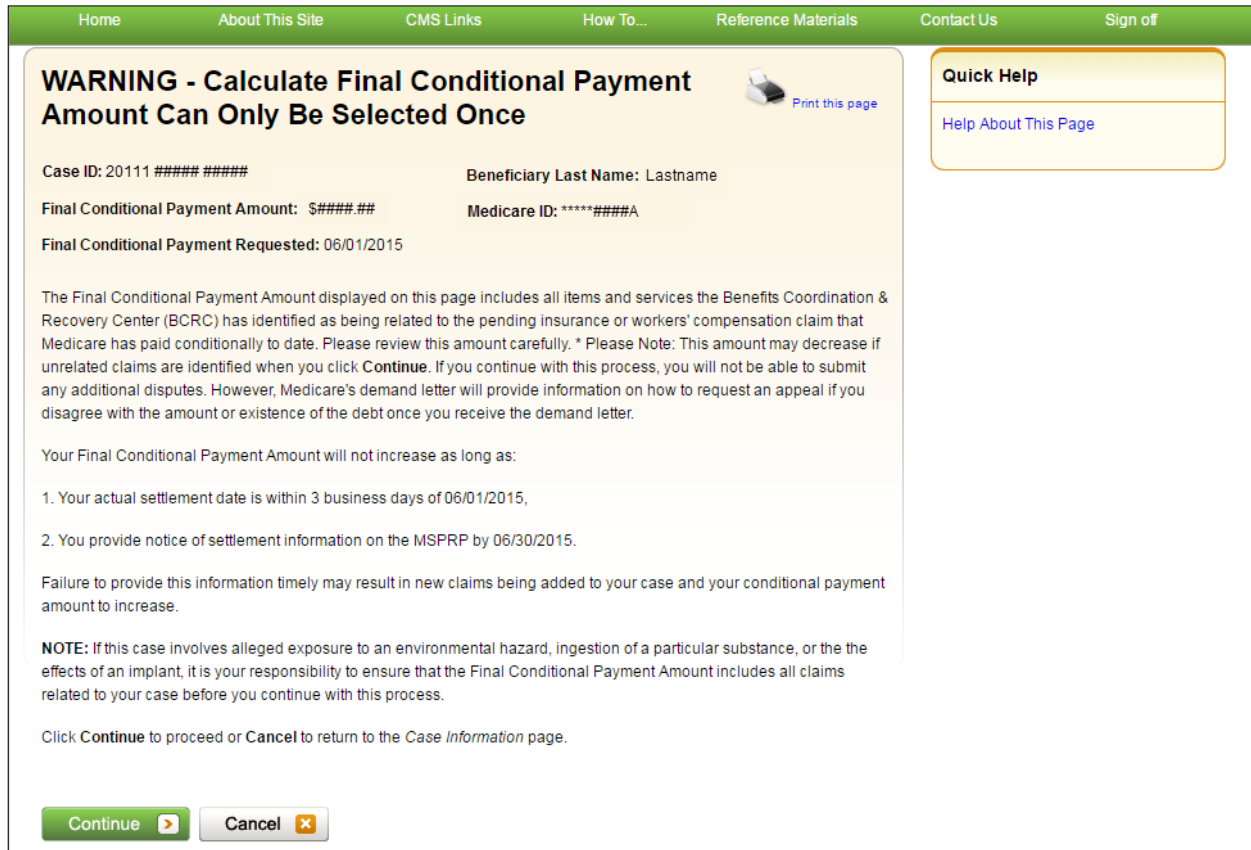 Home About This Site CMS Links How To... Reference Materials Contact Us Sign off
WARNING - Calculate Final Conditional Payment
Amount Can Only Be Selected Once
Print this page
Case ID: 20111 ##### #####
Beneficiary Last Name: Lastname
Final Conditional Payment Amount: $####.##
Medicare ID: *****####A
Final Conditional Payment Requested: 06/01/2015
The Final Conditional Payment Amount displayed on this page includes all items and services the Benefits Coordination &
Recovery Center (BCRC) has identified as being related to the pending insurance or workers' compensation claim that
Medicare has paid conditionally to date. Please review this amount carefully. * Please Note: This amount may decrease if
unrelated claims are identified when you click Continue. If you continue with this process, you will not be able to submit
any additional disputes. However, Medicare's demand letter will provide information on how to request an appeal if you
disagree with the amount or existence of the debt once you receive the demand letter.
Your Final Conditional Payment Amount will not increase as long as:
1. Your actual settlement date is within 3 business days of 06/01/2015,
2. You provide notice of settlement information on the MSPRP by 06/30/2015.
Failure to provide this information timely may result in new claims being added to your case and your conditional payment
amount to increase.
NOTE: If this case involves alleged exposure to an environmental hazard, ingestion of a particular substance, or the the
effects of an implant, it is your responsibility to ensure that the Final Conditional Payment Amount includes all claims
related to your case before you continue with this process.
Click Continue to proceed or Cancel to return to the Case Information page.
Continue
Cancel
Quick Help
Help About This Page